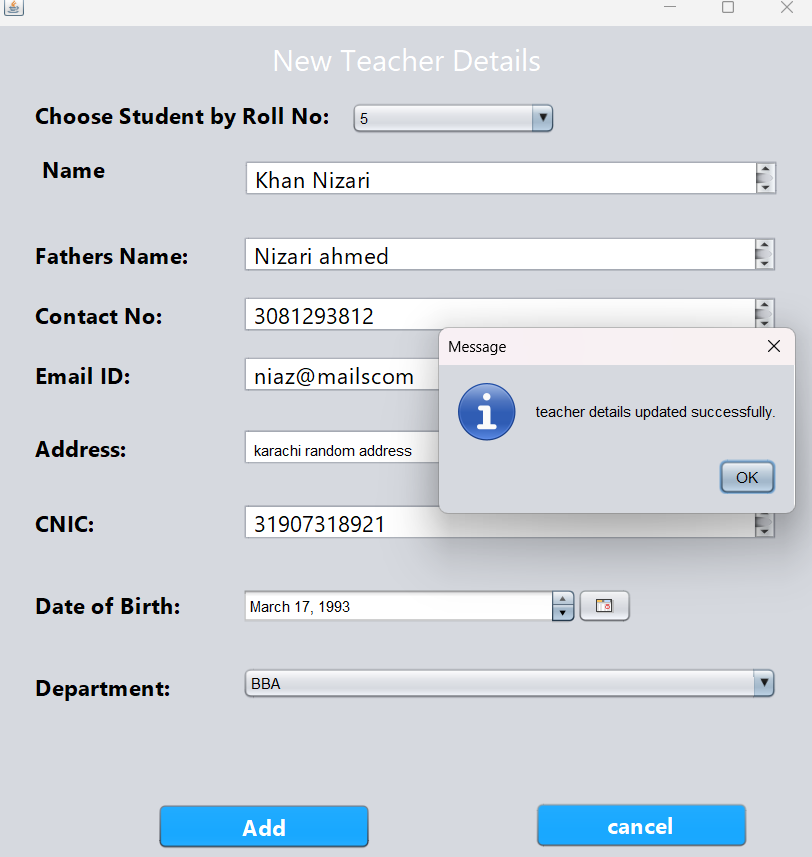 New Teacher Details
Choose Student by Roll No: 5
Name Khan Nizari
Fathers Name: Nizari ahmed
Contact No: 3081293812
Message
Email ID: niaz@mailscom
teacher details updated successfully.
Address: karachi random address
OK
CNIC: 31907318921
Date of Birth: March 17, 1993
Department: BBA
Add cancel